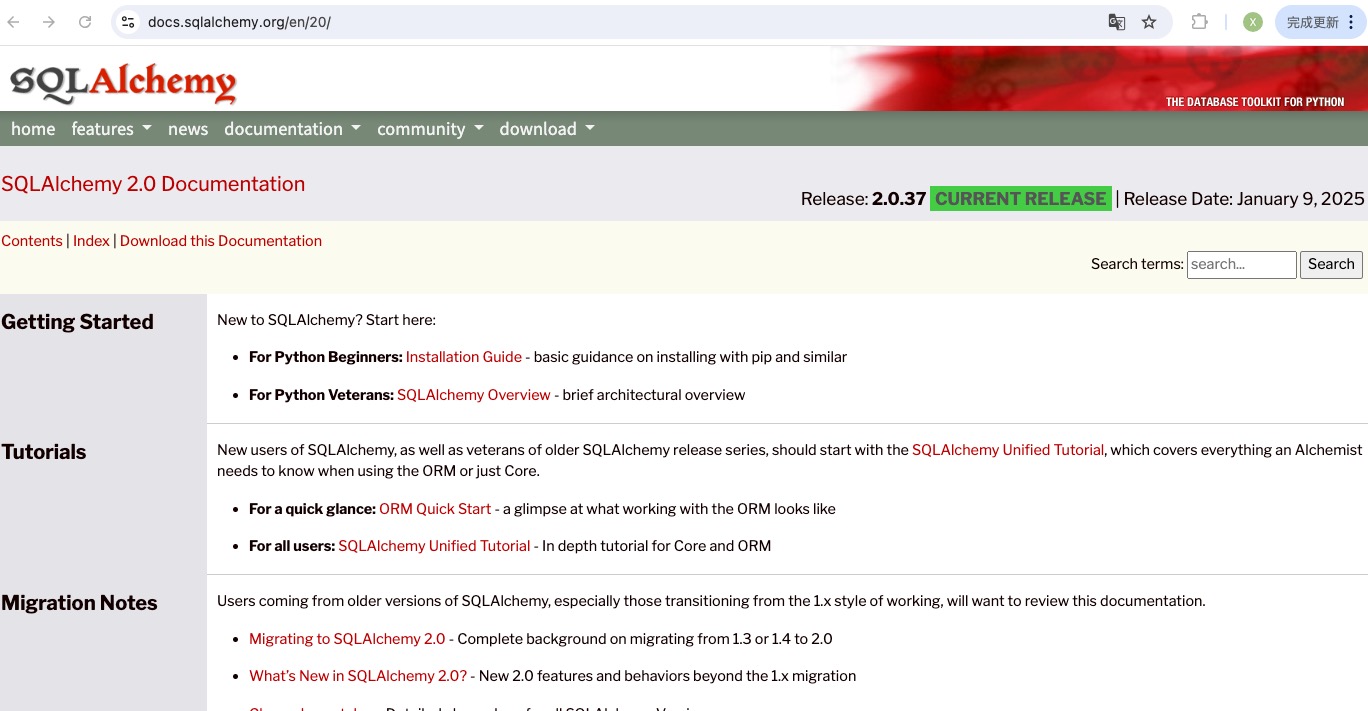 docs.sqlalchemy.org/en/20/
X
完成更新
SQLAlchemy
THE DATABASE TOOLKIT FOR PYTHON
home features news documentation community download
SQLAlchemy 2.0 Documentation
Release: 2.0.37 CURRENT RELEASE | Release Date: January 9, 2025
Contents | Index | Download this Documentation
Search terms: search... Search
Getting Started
New to SQLAlchemy? Start here:
• For Python Beginners: Installation Guide - basic guidance on installing with pip and similar
• For Python Veterans: SQLAlchemy Overview - brief architectural overview
Tutorials
New users of SQLAlchemy, as well as veterans of older SQLAlchemy release series, should start with the SQLAlchemy Unified Tutorial, which covers everything an Alchemist
needs to know when using the ORM or just Core.
• For a quick glance: ORM Quick Start - a glimpse at what working with the ORM looks like
• For all users: SQLAlchemy Unified Tutorial - In depth tutorial for Core and ORM
Migration Notes
Users coming from older versions of SQLAlchemy, especially those transitioning from the 1.x style of working, will want to review this documentation.
• Migrating to SQLAlchemy 2.0 - Complete background on migrating from 1.3 or 1.4 to 2.0
• What's New in SQLAlchemy 2.0? - New 2.0 features and behaviors beyond the 1.x migration